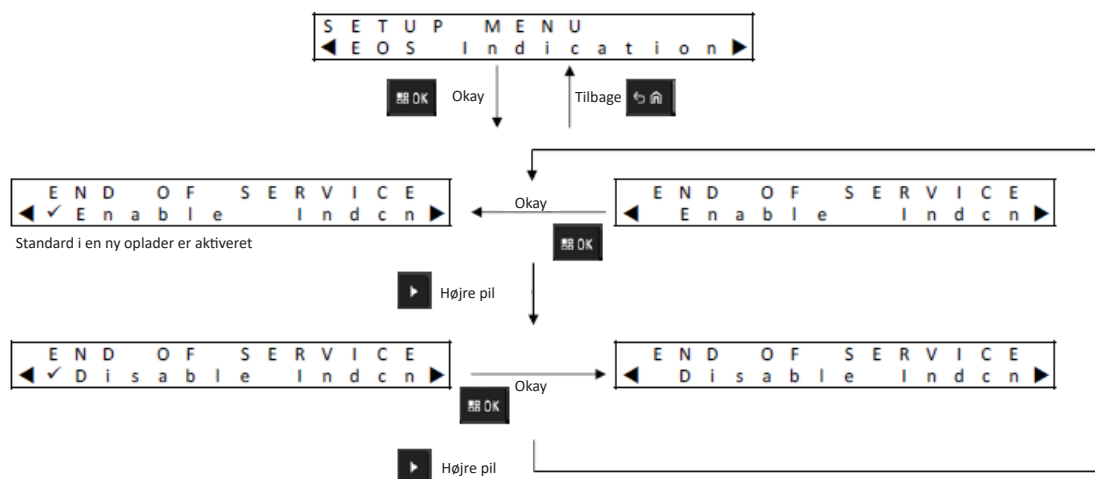 SETUP MENU
◀EOS Indication▶
OK Okay
Tilbage
END OF SERVICE
◀ ✓Enable Indcn▶
Okay
END OF SERVICE
◀ Enable Indcn▶
Standard i en ny oplader er aktiveret
OK
Højre pil
END OF SERVICE
◀ ✓Disable Indcn▶
Okay
END OF SERVICE
◀ Disable Indcn▶
OK
Højre pil